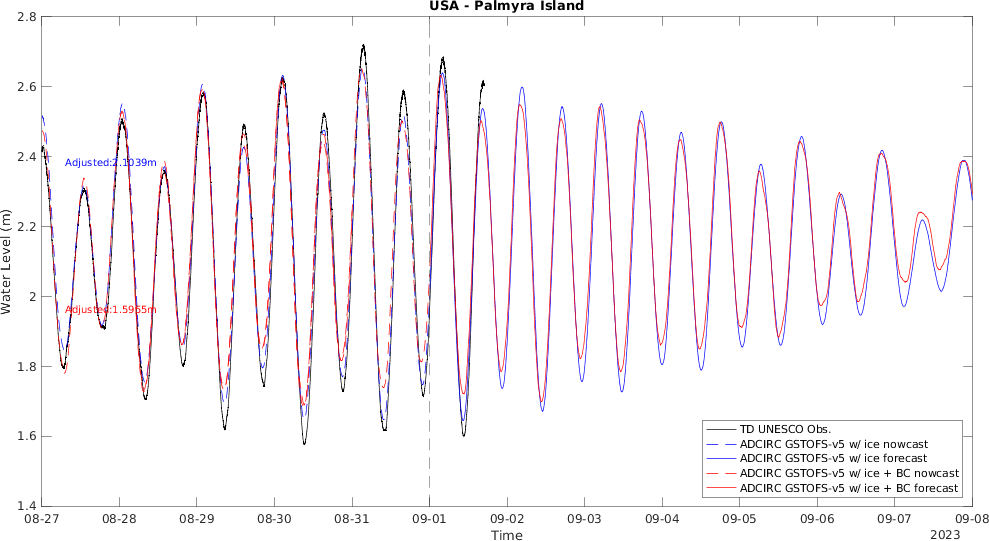 USA - Palmyra Island
Water Level (m)
2.8
2.6
2.4
2.2
2
1.8
1.6
1.4
Adjusted:2.1039m
Adjusted:1.5955m
TD UNESCO Obs.
ADCIRC GSTOFS-v5 w/ ice nowcast
ADCIRC GSTOFS-v5 w/ ice forecast
ADCIRC GSTOFS-v5 w/ ice + BC nowcast
ADCIRC GSTOFS-v5 w/ ice + BC forecast
08-27 08-28 08-29 08-30 08-31 09-01 09-02 09-03 09-04 09-05 09-06 09-07 09-08
Time
2023